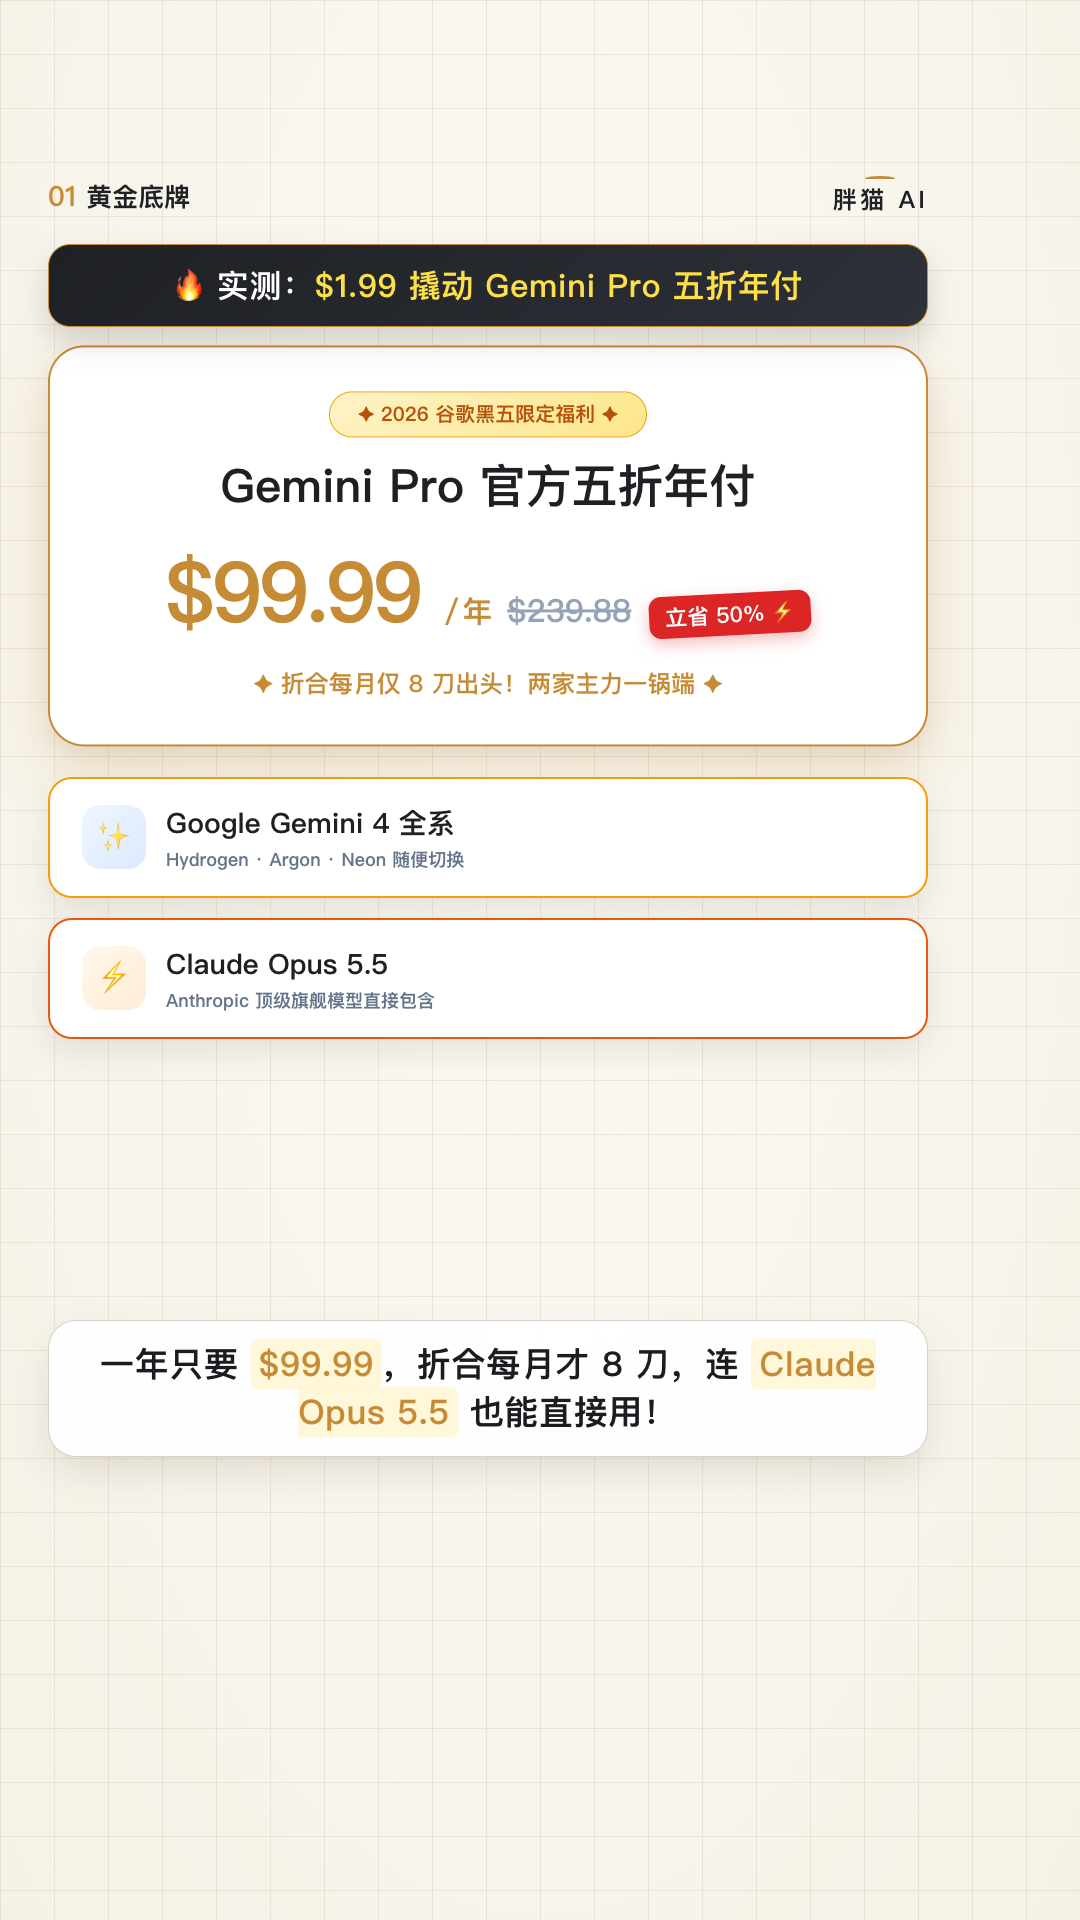 01 黄金底牌
胖猫 AI
🔥 实测：$1.99 撬动 Gemini Pro 五折年付
✦ 2026 谷歌黑五限定福利 ✦
Gemini Pro 官方五折年付
$99.99 / 年 $239.88 立省 50% ⚡
✦ 折合每月仅 8 刀出头！两家主力一锅端 ✦
Google Gemini 4 全系
Hydrogen · Argon · Neon 随便切换
Claude Opus 5.5
Anthropic 顶级旗舰模型直接包含
一年只要 $99.99，折合每月才 8 刀，连 Claude
Opus 5.5 也能直接用！